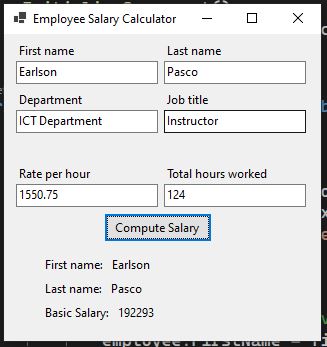 Employee Salary Calculator
First name Last name
Earlson Pasco
Department Job title
ICT Department Instructor
Rate per hour Total hours worked
1550.75 124
Compute Salary
First name: Earlson
Last name: Pasco
Basic Salary: 192293